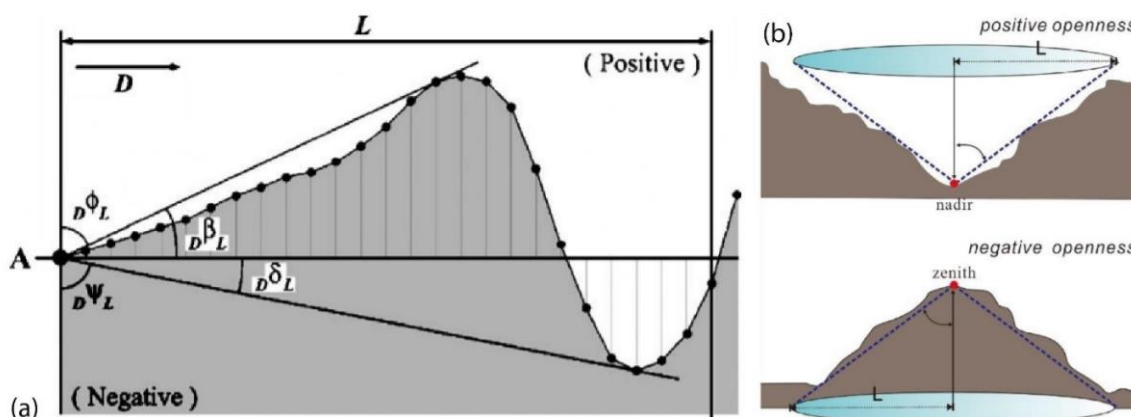 L
D
( Positive )
DϕL
DβL
A
DδL
DΨL
( Negative )
(a)
(b)
positive openness
L
nadir
negative openness
zenith
L